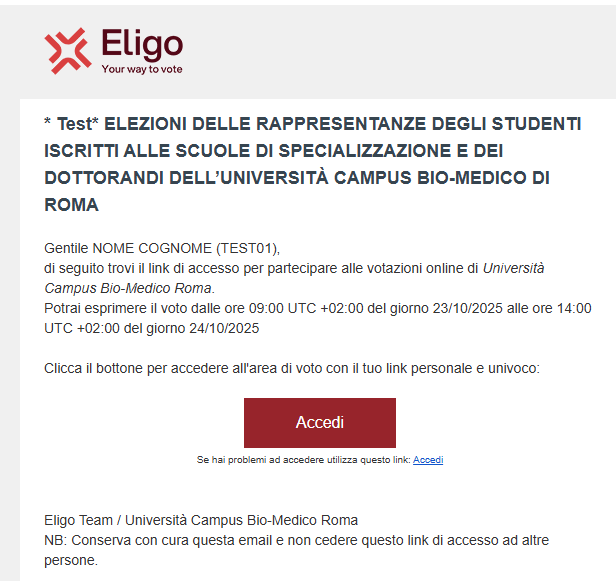 Eligo
Your way to vote
* Test* ELEZIONI DELLE RAPPRESENTANZE DEGLI STUDENTI
ISCRITTI ALLE SCUOLE DI SPECIALIZZAZIONE E DEI
DOTTORANDI DELL’UNIVERSITÀ CAMPUS BIO-MEDICO DI
ROMA
Gentile NOME COGNOME (TEST01),
di seguito trovi il link di accesso per partecipare alle votazioni online di Università
Campus Bio-Medico Roma.
Potrai esprimere il voto dalle ore 09:00 UTC +02:00 del giorno 23/10/2025 alle ore 14:00
UTC +02:00 del giorno 24/10/2025
Clicca il bottone per accedere all'area di voto con il tuo link personale e univoco:
Accedi
Se hai problemi ad accedere utilizza questo link: Accedi
Eligo Team / Università Campus Bio-Medico Roma
NB: Conserva con cura questa email e non cedere questo link di accesso ad altre
persone.